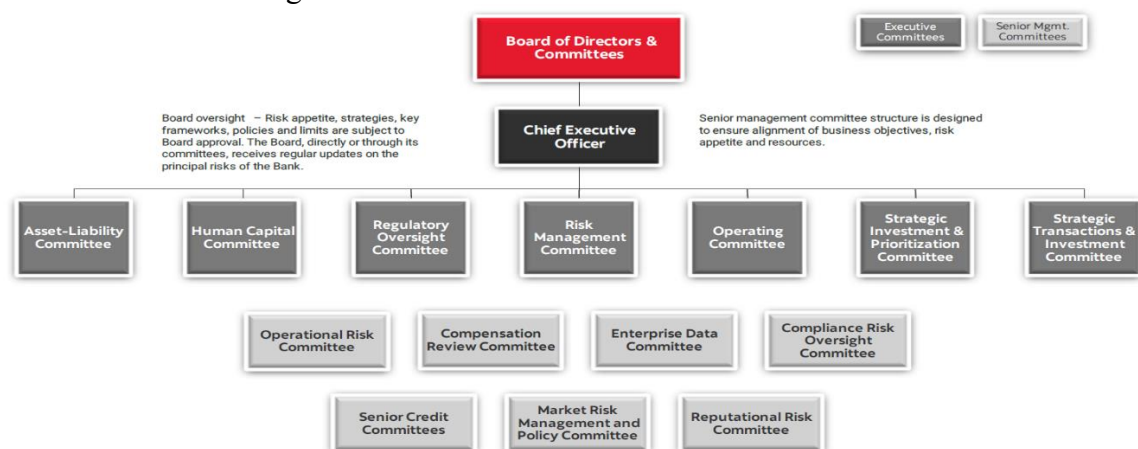 Board of Directors &
Committees
Executive
Committees
Senior Mgmt.
Committees
Board oversight – Risk appetite, strategies, key
frameworks, policies and limits are subject to
Board approval. The Board, directly or through its
committees, receives regular updates on the
principal risks of the Bank.
Chief Executive
Officer
Senior management committee structure is designed
to ensure alignment of business objectives, risk
appetite and resources.
Asset-Liability
Committee
Human Capital
Committee
Regulatory
Oversight
Committee
Risk
Management
Committee
Operating
Committee
Strategic
Investment &
Prioritization
Committee
Strategic
Transactions &
Investment
Committee
Operational Risk
Committee
Compensation
Review Committee
Enterprise Data
Committee
Compliance Risk
Oversight
Committee
Senior Credit
Committees
Market Risk
Management and
Policy Committee
Reputational Risk
Committee